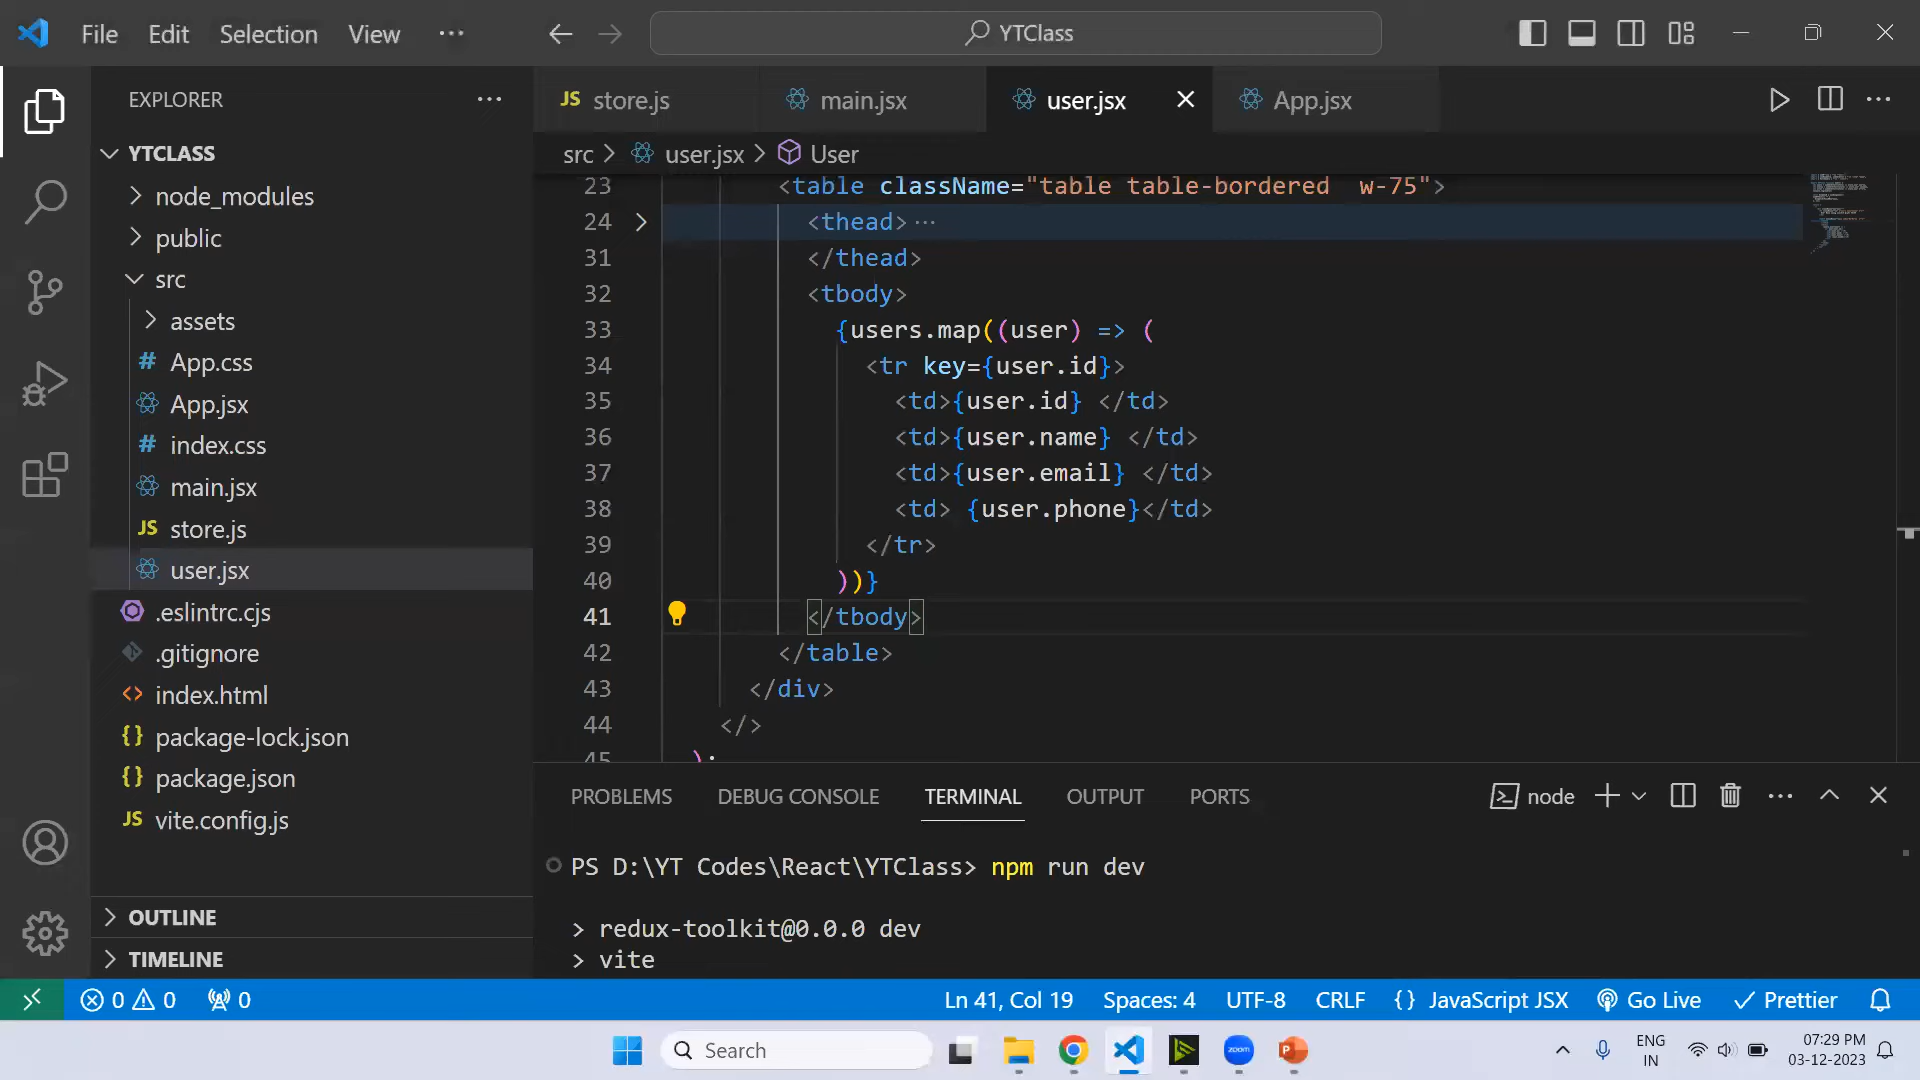 File Edit Selection View ···
YTClass
EXPLORER
YTCLASS
node_modules
public
src
assets
# App.css
App.jsx
# index.css
main.jsx
JS store.js
user.jsx
.eslintrc.cjs
.gitignore
<> index.html
{} package-lock.json
{} package.json
JS vite.config.js
OUTLINE
TIMELINE
JS store.js main.jsx user.jsx App.jsx
src > user.jsx > User
23 <table className="table table-bordered  w-75">
24 <thead>···
31 </thead>
32 <tbody>
33 {users.map((user) => (
34 <tr key={user.id}>
35 <td>{user.id} </td>
36 <td>{user.name} </td>
37 <td>{user.email} </td>
38 <td> {user.phone}</td>
39 </tr>
40 ))}
41 </tbody>
42 </table>
43 </div>
44 </>
45 );
PROBLEMS DEBUG CONSOLE TERMINAL OUTPUT PORTS node
PS D:\YT Codes\React\YTClass> npm run dev
> redux-toolkit@0.0.0 dev
> vite
0 0 0 Ln 41, Col 19 Spaces: 4 UTF-8 CRLF {} JavaScript JSX Go Live Prettier
Search
zoom
P
ENG
IN
07:29 PM
03-12-2023